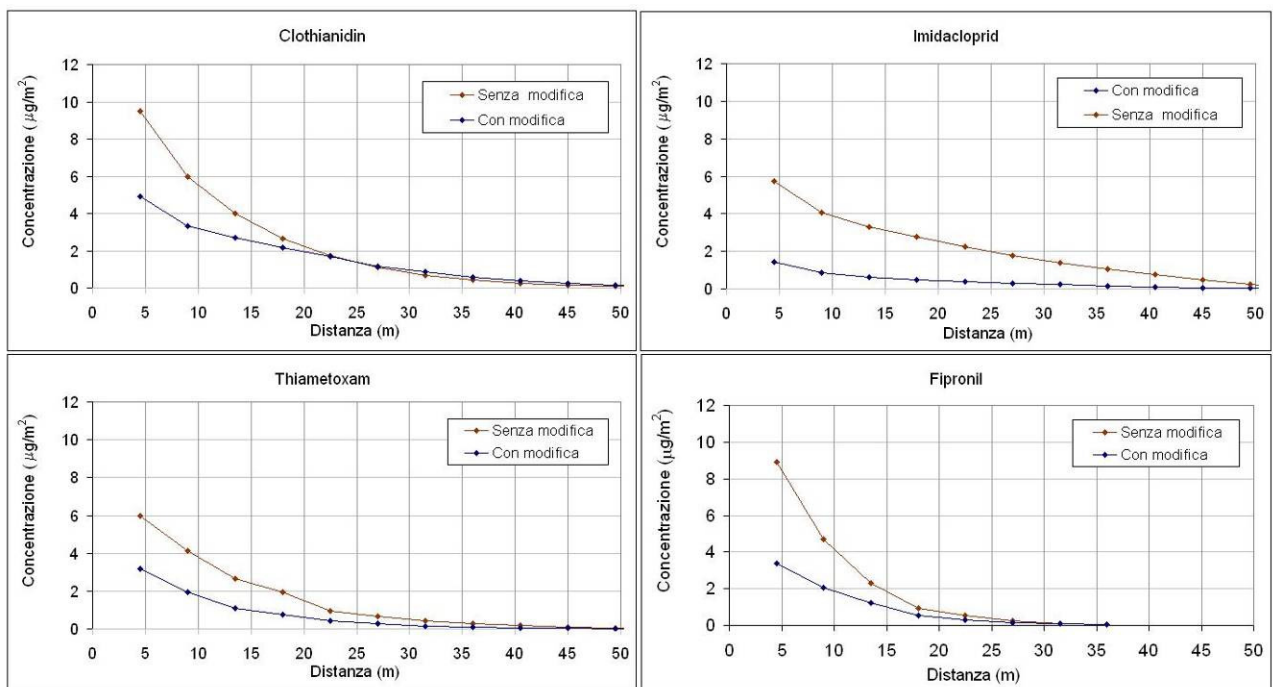 Clothianidin
Concentrazione ( µg/m²)
12
10
8
6
4
2
0
Senza modifica
Con modifica
0 5 10 15 20 25 30 35 40 45 50
Distanza (m)
Imidacloprid
Concentrazione ( µg/m²)
12
10
8
6
4
2
0
Con modifica
Senza modifica
0 5 10 15 20 25 30 35 40 45 50
Distanza (m)
Thiametoxam
Concentrazione ( µg/m²)
12
10
8
6
4
2
0
Senza modifica
Con modifica
0 5 10 15 20 25 30 35 40 45 50
Distanza (m)
Fipronil
Concentrazione (µg/m²)
12
10
8
6
4
2
0
Senza modifica
Con modifica
0 5 10 15 20 25 30 35 40 45 50
Distanza (m)